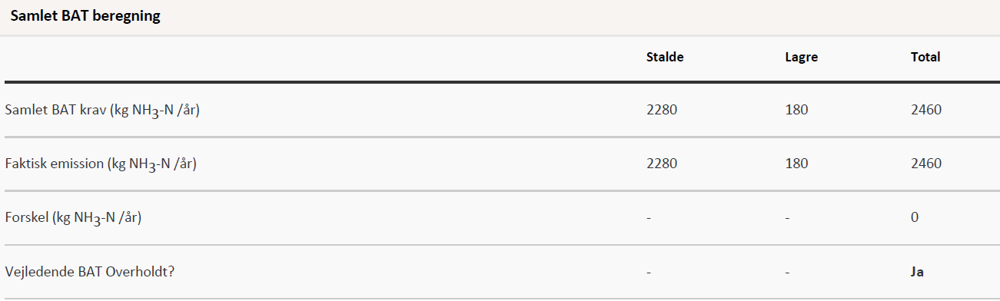 Samlet BAT beregning
Stalde Lagre Total
Samlet BAT krav (kg NH3-N /år) 2280 180 2460
Faktisk emission (kg NH3-N /år) 2280 180 2460
Forskel (kg NH3-N /år) - - 0
Vejledende BAT Overholdt? - - Ja